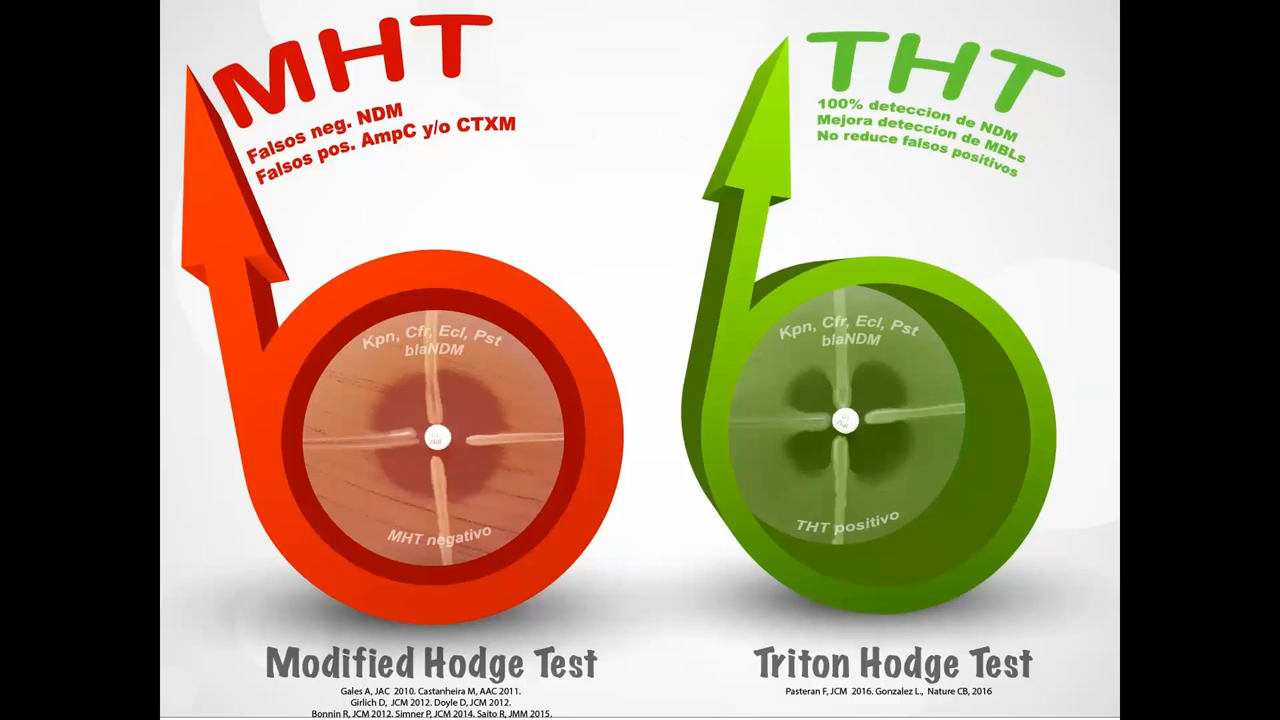 MHT
Falsos neg. NDM
Falsos pos. AmpC y/o CTXM
Kpn, Cfr, Ecl, Pst
blaNDM
MHT negativo
Modified Hodge Test
Gales A, JAC 2010. Castanheira M, AAC 2011.
Girlich D, JCM 2012. Doyle D, JCM 2012.
Bonnin R, JCM 2012. Simner P, JCM 2014. Saito R, JMM 2015.
THT
100% deteccion de NDM
Mejora deteccion de MBLs
No reduce falsos positivos
Kpn, Cfr, Ecl, Pst
blaNDM
THT positivo
Triton Hodge Test
Pasteran F, JCM 2016. Gonzalez L., Nature CB, 2016